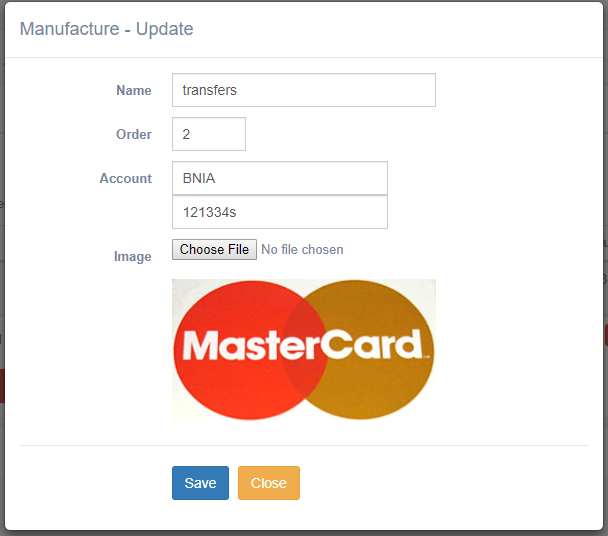 Manufacture - Update
Name transfers
Order 2
Account BNIA
121334s
Image Choose File No file chosen
MasterCard
Save Close